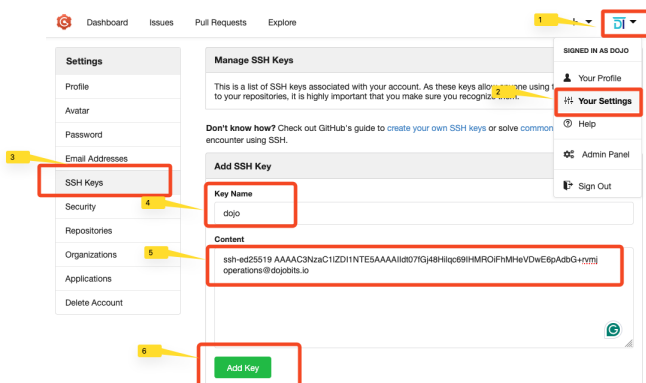 Dashboard Issues Pull Requests Explore
1
SIGNED IN AS DOJO
Your Profile
2
Your Settings
Help
Admin Panel
Sign Out
Settings
Profile
Avatar
Password
3
Email Addresses
SSH Keys
Security
Repositories
Organizations
Applications
Delete Account
Manage SSH Keys
This is a list of SSH keys associated with your account. As these keys allow anyone using
to your repositories, it is highly important that you make sure you recognize them.
Don't know how? Check out GitHub's guide to create your own SSH keys or solve common
encounter using SSH.
Add SSH Key
4
Key Name
dojo
Content
5
ssh-ed25519
operations@dojobits.io
6
Add Key